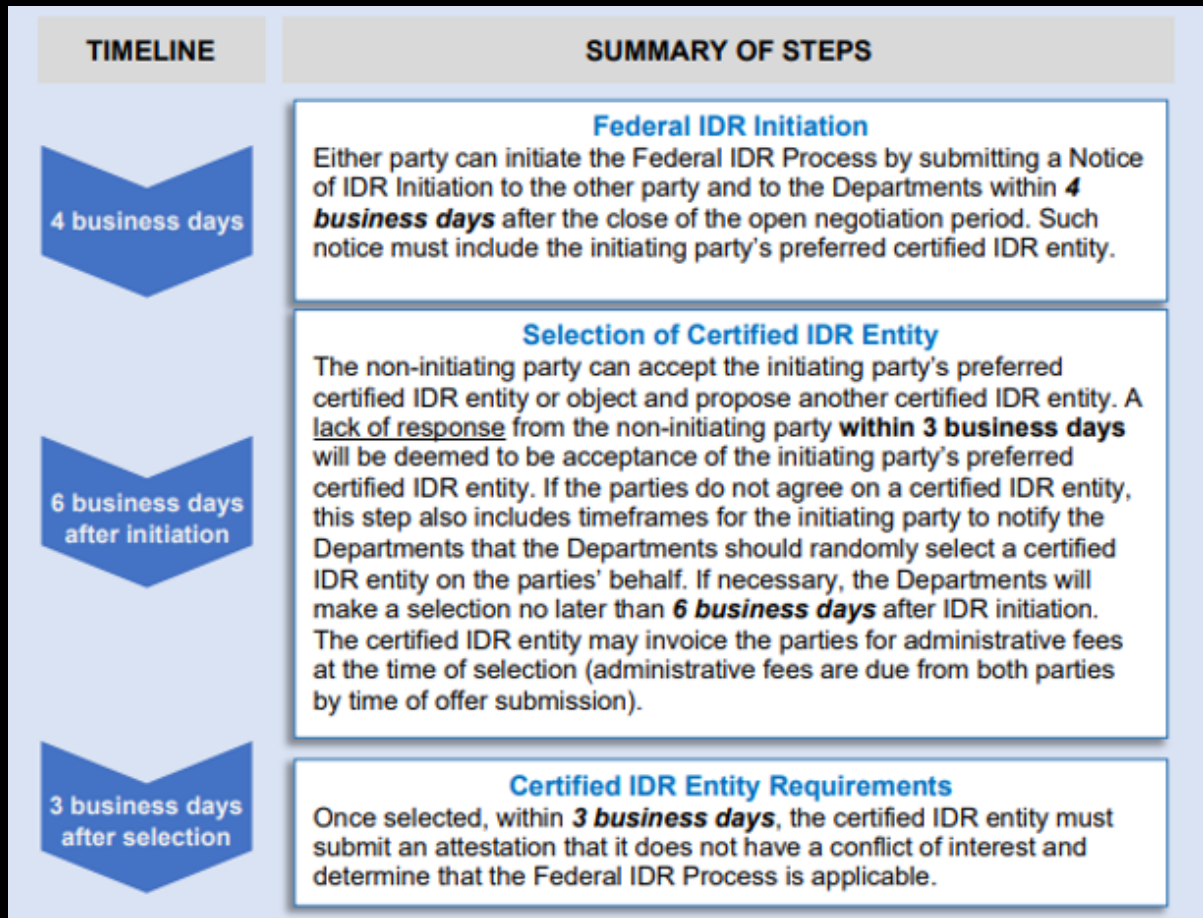 TIMELINE
SUMMARY OF STEPS
4 business days
Federal IDR Initiation
Either party can initiate the Federal IDR Process by submitting a Notice
of IDR Initiation to the other party and to the Departments within 4
business days after the close of the open negotiation period. Such
notice must include the initiating party's preferred certified IDR entity.
6 business days
after initiation
Selection of Certified IDR Entity
The non-initiating party can accept the initiating party's preferred
certified IDR entity or object and propose another certified IDR entity. A
lack of response from the non-initiating party within 3 business days
will be deemed to be acceptance of the initiating party's preferred
certified IDR entity. If the parties do not agree on a certified IDR entity,
this step also includes timeframes for the initiating party to notify the
Departments that the Departments should randomly select a certified
IDR entity on the parties' behalf. If necessary, the Departments will
make a selection no later than 6 business days after IDR initiation.
The certified IDR entity may invoice the parties for administrative fees
at the time of selection (administrative fees are due from both parties
by time of offer submission).
3 business days
after selection
Certified IDR Entity Requirements
Once selected, within 3 business days, the certified IDR entity must
submit an attestation that it does not have a conflict of interest and
determine that the Federal IDR Process is applicable.